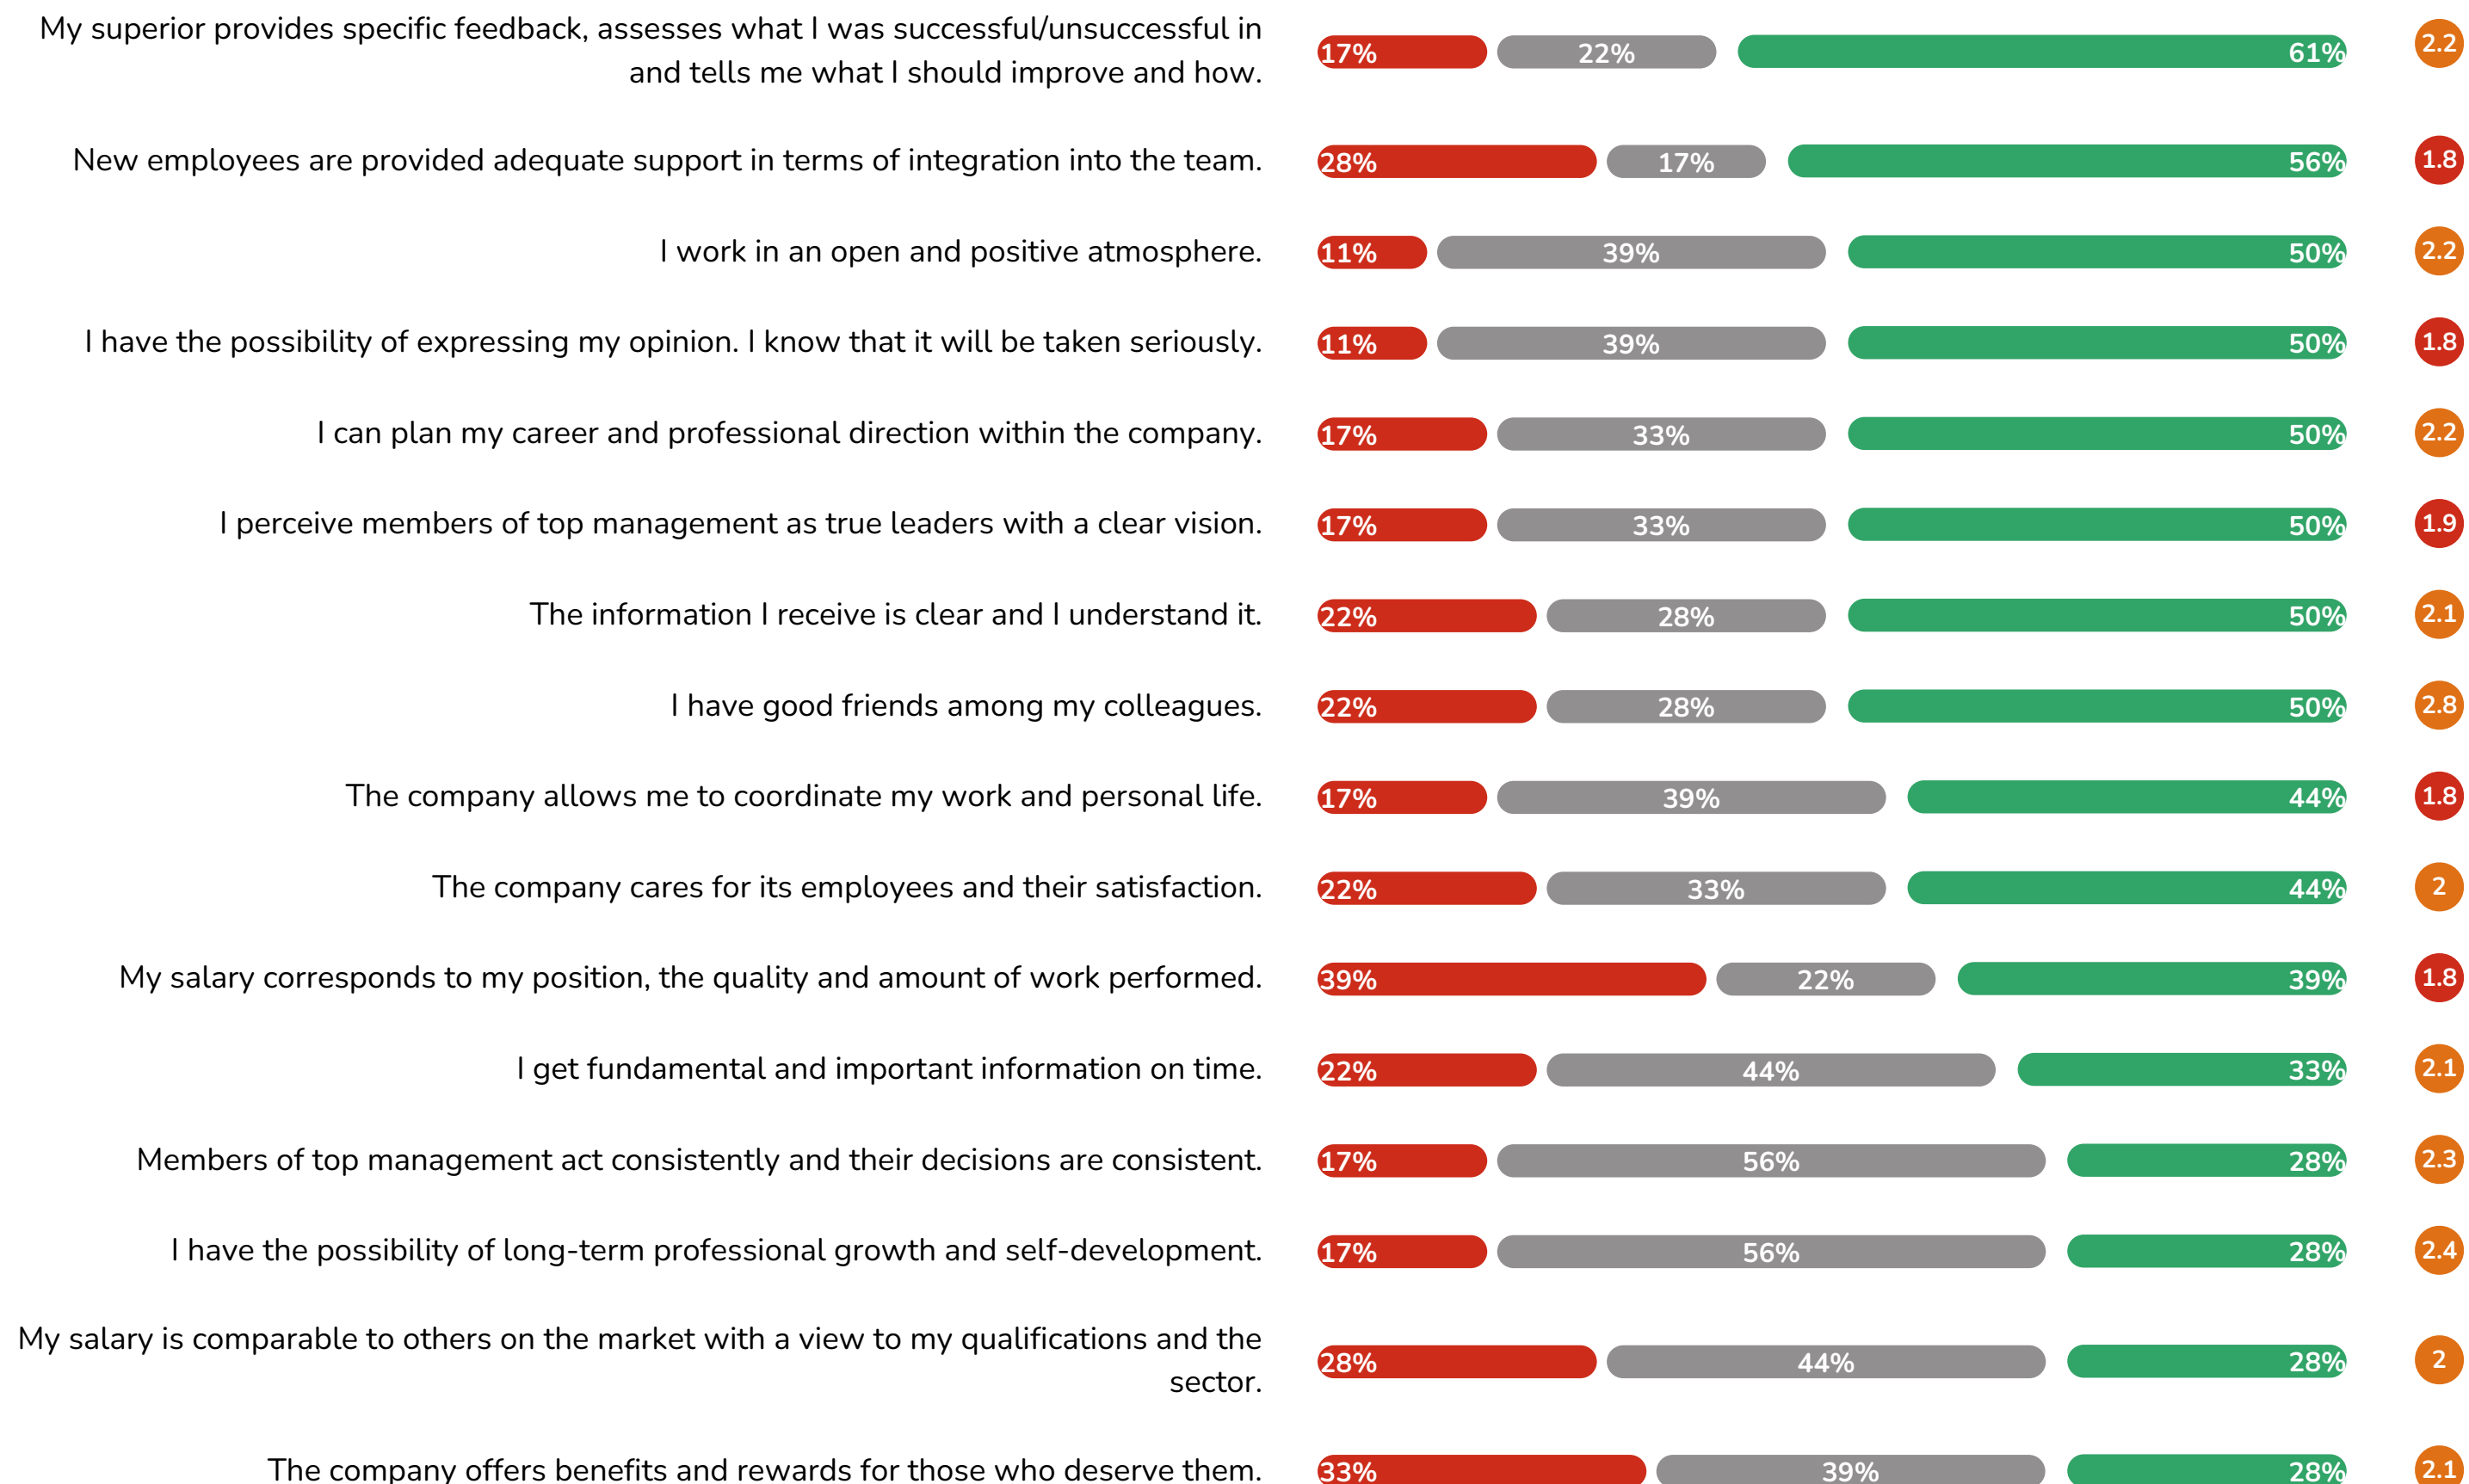 My superior provides specific feedback, assesses what I was successful/unsuccessful in
and tells me what I should improve and how.
17% 22% 61% 2.2
New employees are provided adequate support in terms of integration into the team.
28% 17% 56% 1.8
I work in an open and positive atmosphere.
11% 39% 50% 2.2
I have the possibility of expressing my opinion. I know that it will be taken seriously.
11% 39% 50% 1.8
I can plan my career and professional direction within the company.
17% 33% 50% 2.2
I perceive members of top management as true leaders with a clear vision.
17% 33% 50% 1.9
The information I receive is clear and I understand it.
22% 28% 50% 2.1
I have good friends among my colleagues.
22% 28% 50% 2.8
The company allows me to coordinate my work and personal life.
17% 39% 44% 1.8
The company cares for its employees and their satisfaction.
22% 33% 44% 2
My salary corresponds to my position, the quality and amount of work performed.
39% 22% 39% 1.8
I get fundamental and important information on time.
22% 44% 33% 2.1
Members of top management act consistently and their decisions are consistent.
17% 56% 28% 2.3
I have the possibility of long-term professional growth and self-development.
17% 56% 28% 2.4
My salary is comparable to others on the market with a view to my qualifications and the
sector.
28% 44% 28% 2
The company offers benefits and rewards for those who deserve them.
33% 39% 28% 2.1